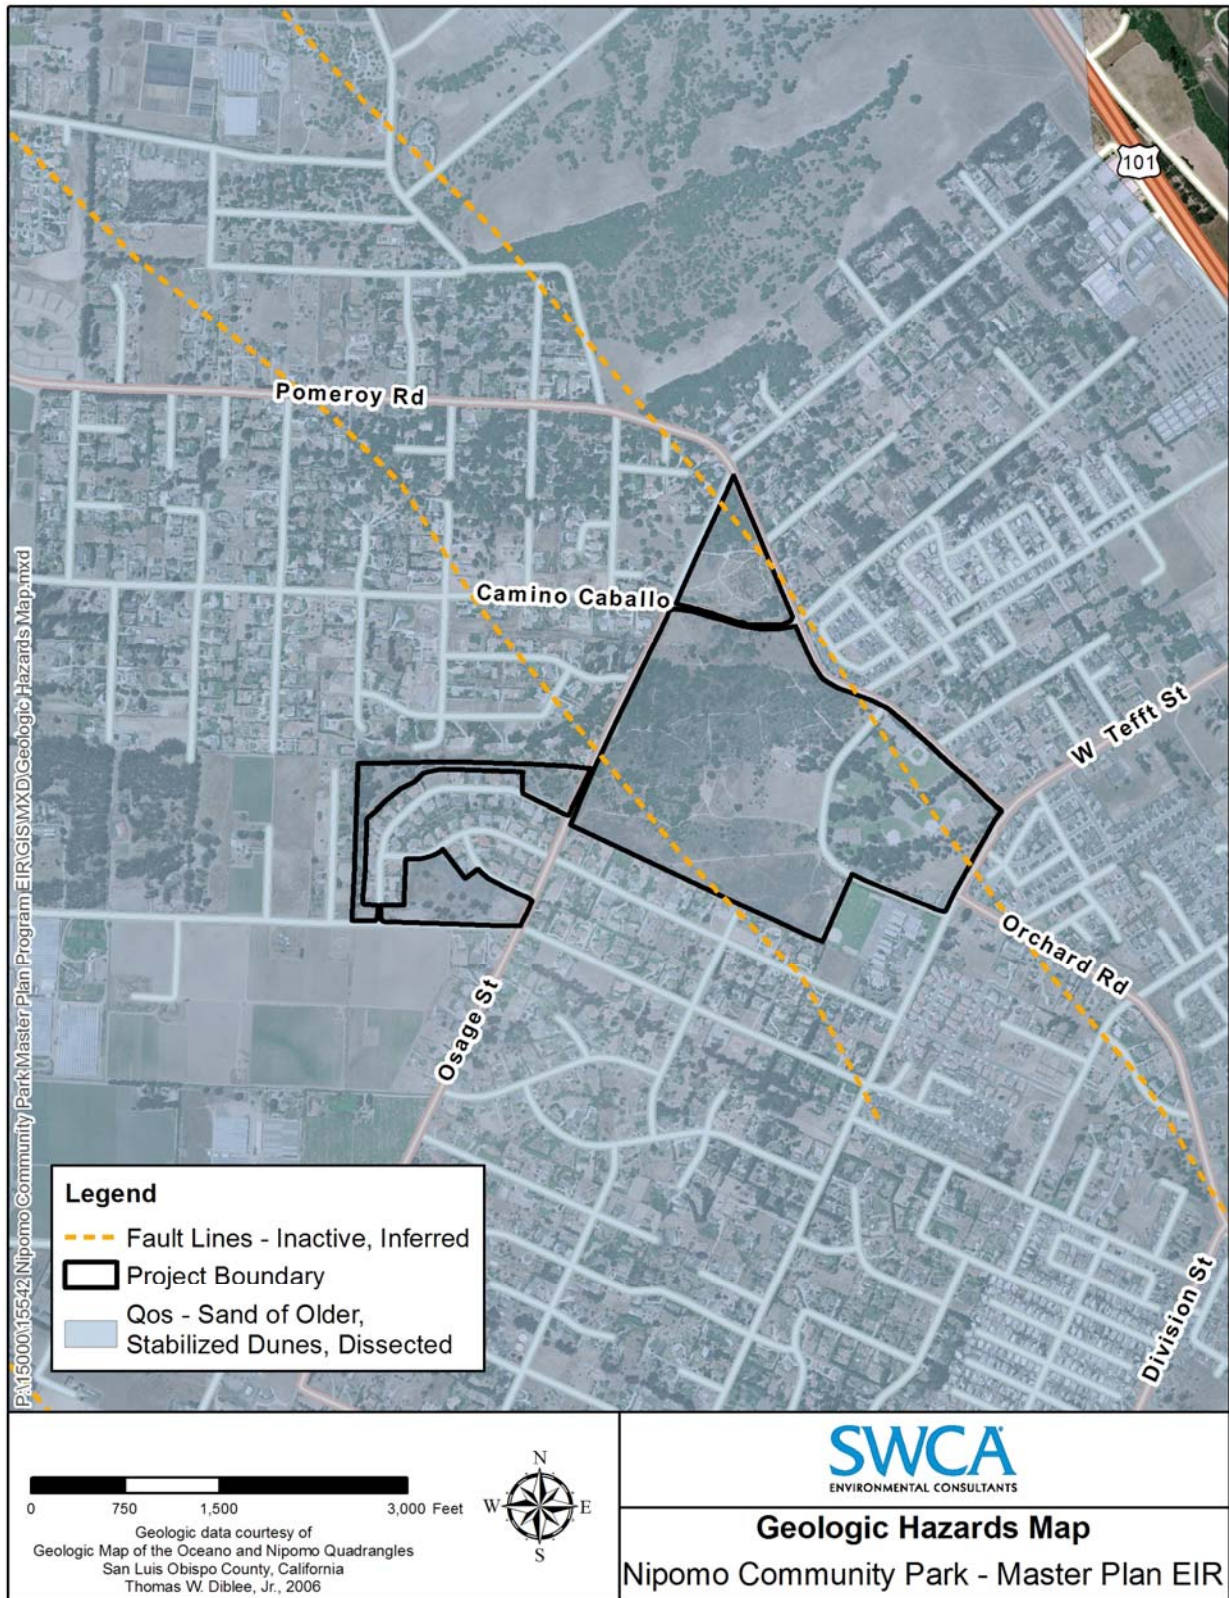 101
Pomeroy Rd
Camino Caballo
W Tefft St
Orchard Rd
Osage St
Division St
P:\15000\15542 Nipomo Community Park Master Plan Program EIR\GIS\MXD\Geologic Hazards Map.mxd
Legend
Fault Lines - Inactive, Inferred
Project Boundary
Qos - Sand of Older,
Stabilized Dunes, Dissected
0 750 1,500 3,000 Feet
Geologic data courtesy of
Geologic Map of the Oceano and Nipomo Quadrangles
San Luis Obispo County, California
Thomas W. Diblee, Jr., 2006
N
W E
S
SWCA
ENVIRONMENTAL CONSULTANTS
Geologic Hazards Map
Nipomo Community Park - Master Plan EIR